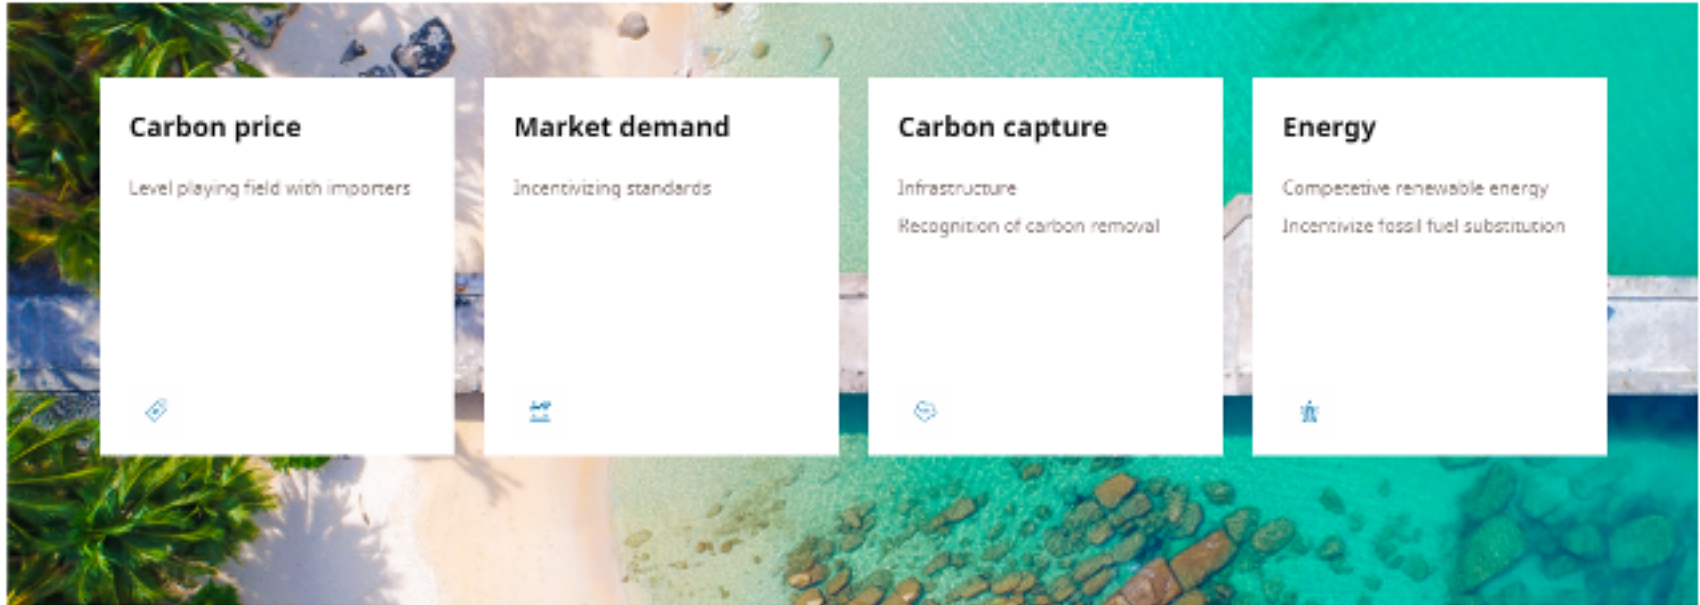 Carbon price
Level playing field with importers
Market demand
Incentivizing standards
Carbon capture
Infrastructure
Recognition of carbon removal
Energy
Competetive renewable energy
Incentivize fossil fuel substitution